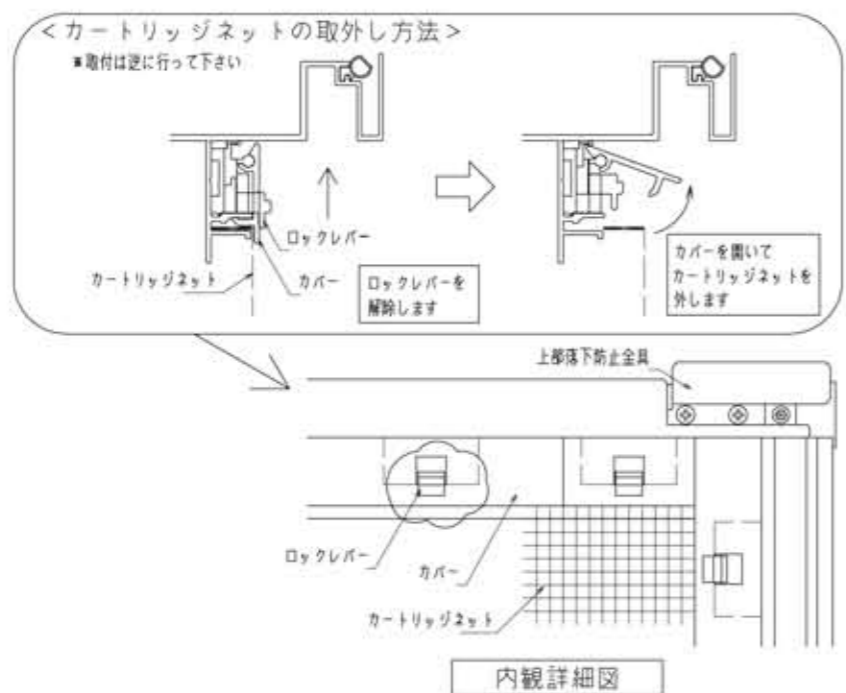 ＜カートリッジネットの取外し方法＞
※取付は逆に行って下さい
ロックレバー
カートリッジネット
カバー
ロックレバーを
解除します
カバーを開いて
カートリッジネットを
外します
上部落下防止金具
ロックレバー
カバー
カートリッジネット
内観詳細図